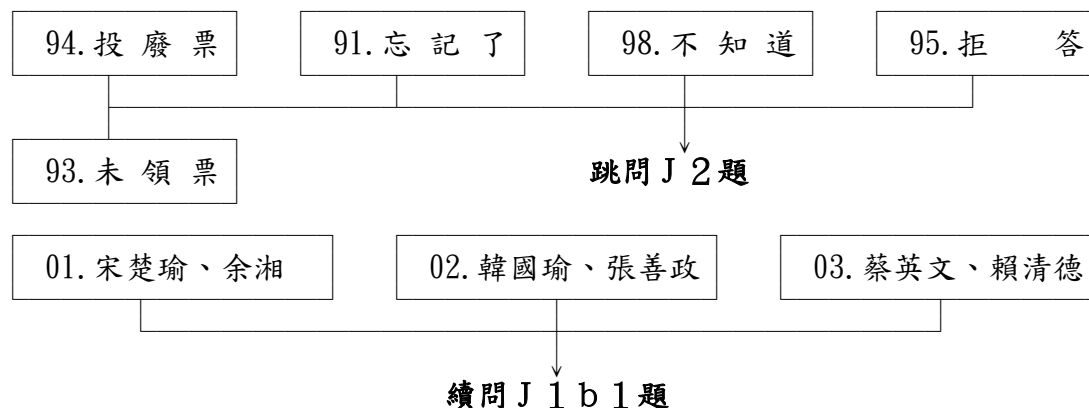 94.投 廢 票 91.忘 記 了 98.不 知 道 95.拒 答
93.未 領 票 跳問J２題
01.宋楚瑜、余湘 02.韓國瑜、張善政 03.蔡英文、賴清德
續問J１b１題